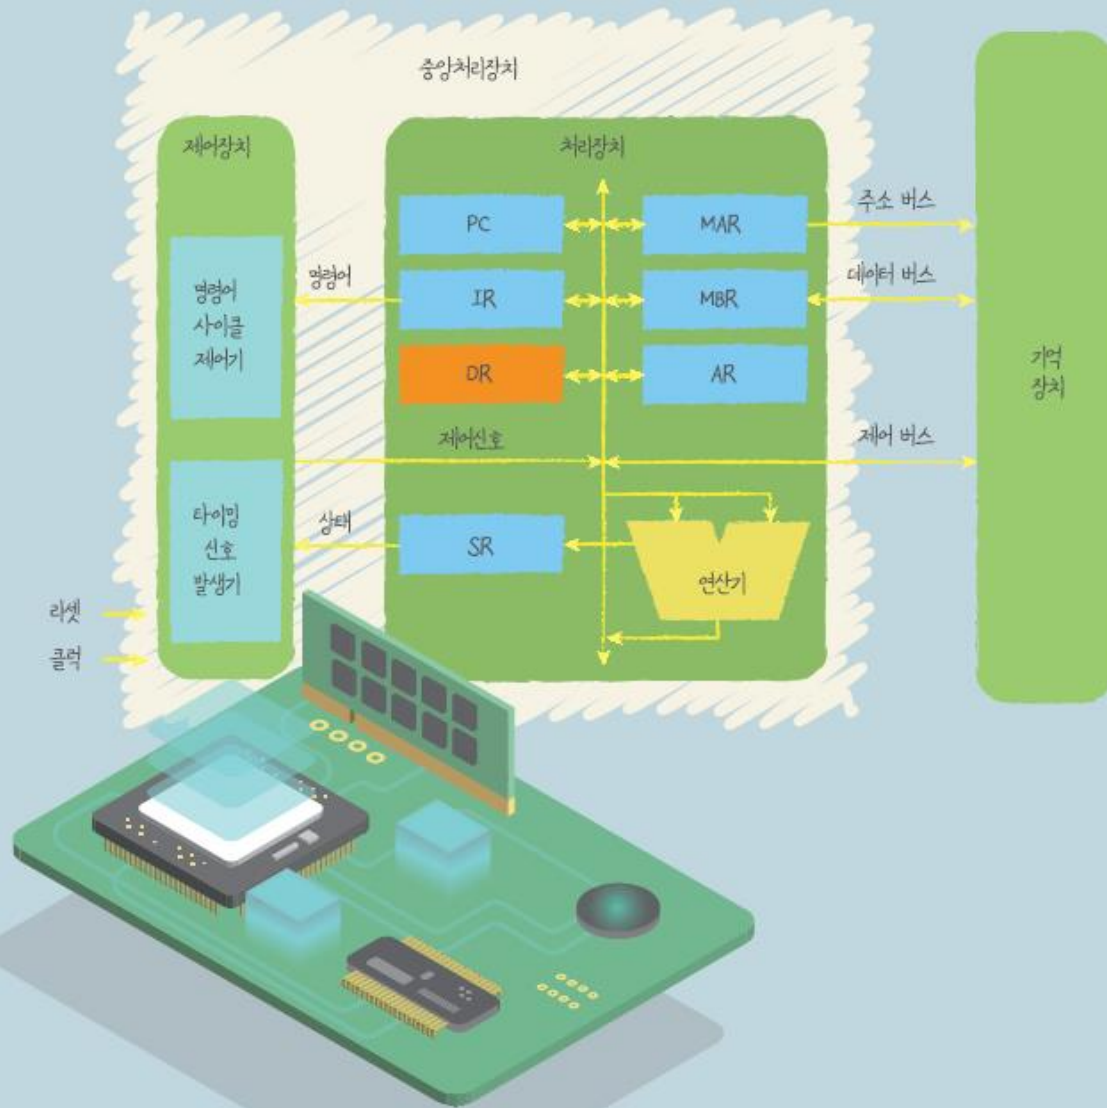 중앙처리장치
제어장치
처리장치
PC
MAR
주소 버스
명령어
사이클
제어기
명령어
IR
MBR
데이터 버스
DR
AR
기억
장치
제어신호
제어 버스
타이밍
신호
발생기
상태
SR
연산기
리셋
클럭